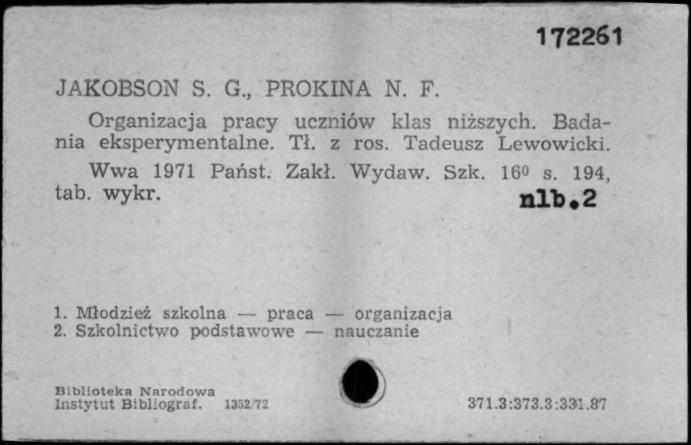 172261
JAKOBSON S. G., PROKINA N. F.
Organizacja pracy uczniów klas niższych. Bada-
nia eksperymentalne. Tł. z ros. Tadeusz Lewowicki.
Wwa 1971 Państ. Zakł. Wydaw. Szk. 16⁰ s. 194,
tab. wykr.
nlb.2
1. Młodzież szkolna — praca — organizacja
2. Szkolnictwo podstawowe — nauczanie
Biblioteka Narodowa
Instytut Bibliograf. 1352/72
371.3:373.3:331.87